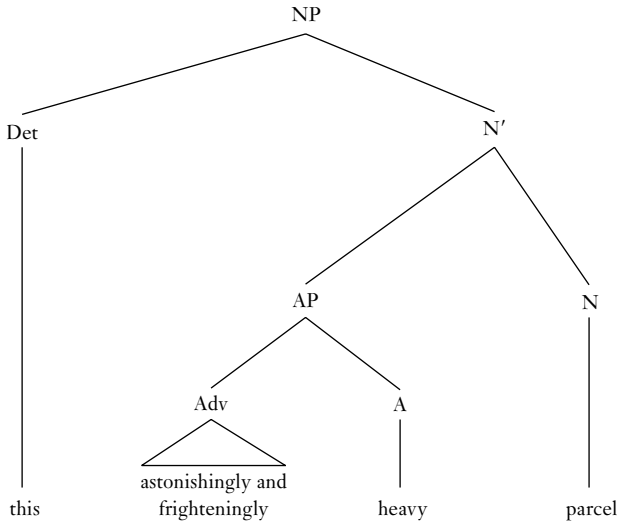 NP
Det
N′
AP
N
Adv
A
astonishingly and
this
frighteningly
heavy
parcel